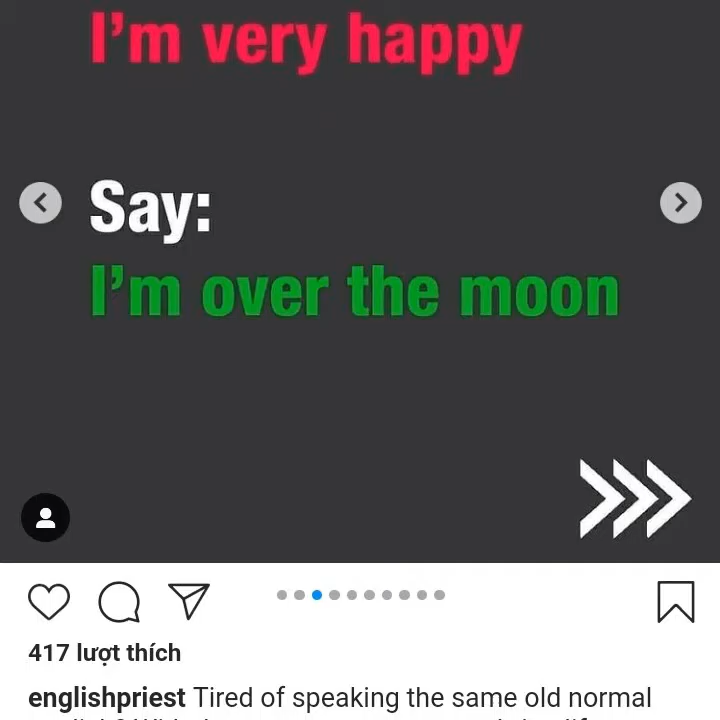 I'm very happy
Say:
I'm over the moon
417 lượt thích
englishpriest Tired of speaking the same old normal